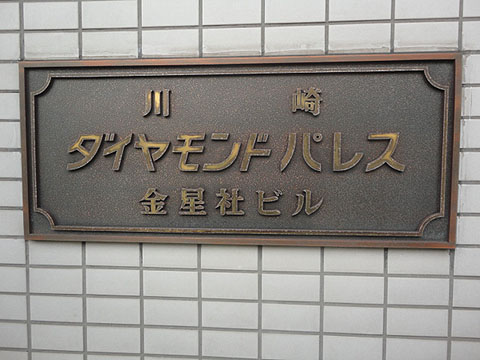 川崎
ダイヤモンドパレス
金星社ビル